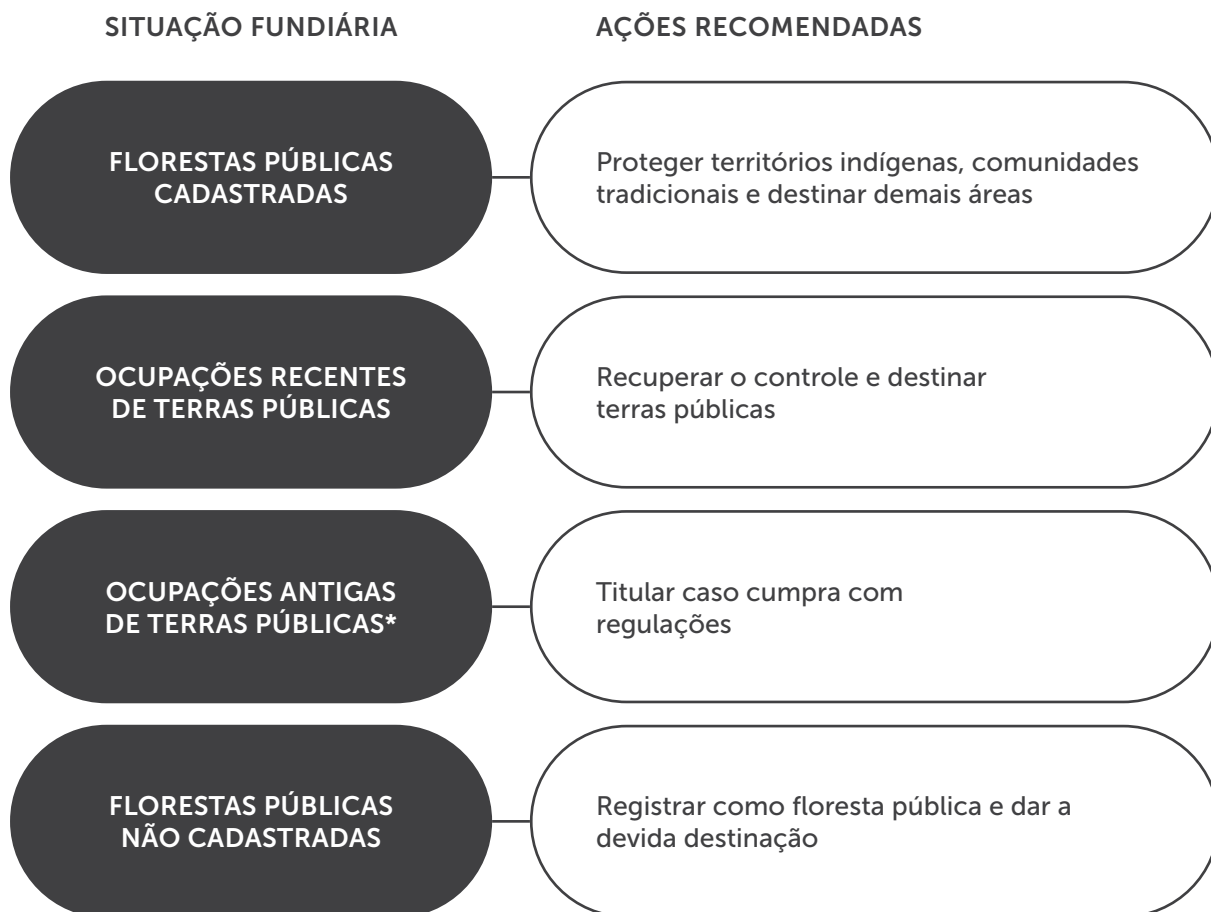 SITUAÇÃO FUNDIÁRIA
AÇÕES RECOMENDADAS
FLORESTAS PÚBLICAS
CADASTRADAS
Proteger territórios indígenas, comunidades
tradicionais e destinar demais áreas
OCUPAÇÕES RECENTES
DE TERRAS PÚBLICAS
Recuperar o controle e destinar
terras públicas
OCUPAÇÕES ANTIGAS
DE TERRAS PÚBLICAS*
Titular caso cumpra com
regulações
FLORESTAS PÚBLICAS
NÃO CADASTRADAS
Registrar como floresta pública e dar a
devida destinação